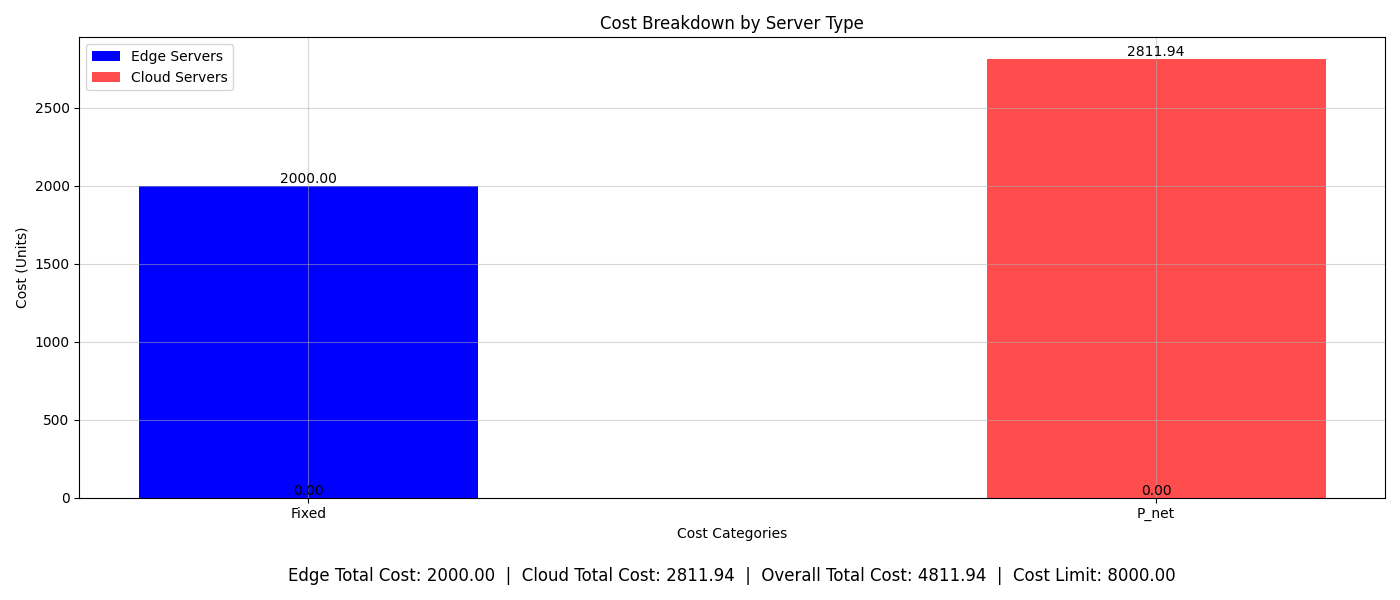 Cost Breakdown by Server Type
Edge Servers
Cloud Servers
2811.94
2500
2000.00
2000
1500
Cost (Units)
1000
500
0.00
0.00
0
Fixed
P_net
Cost Categories
Edge Total Cost: 2000.00 | Cloud Total Cost: 2811.94 | Overall Total Cost: 4811.94 | Cost Limit: 8000.00